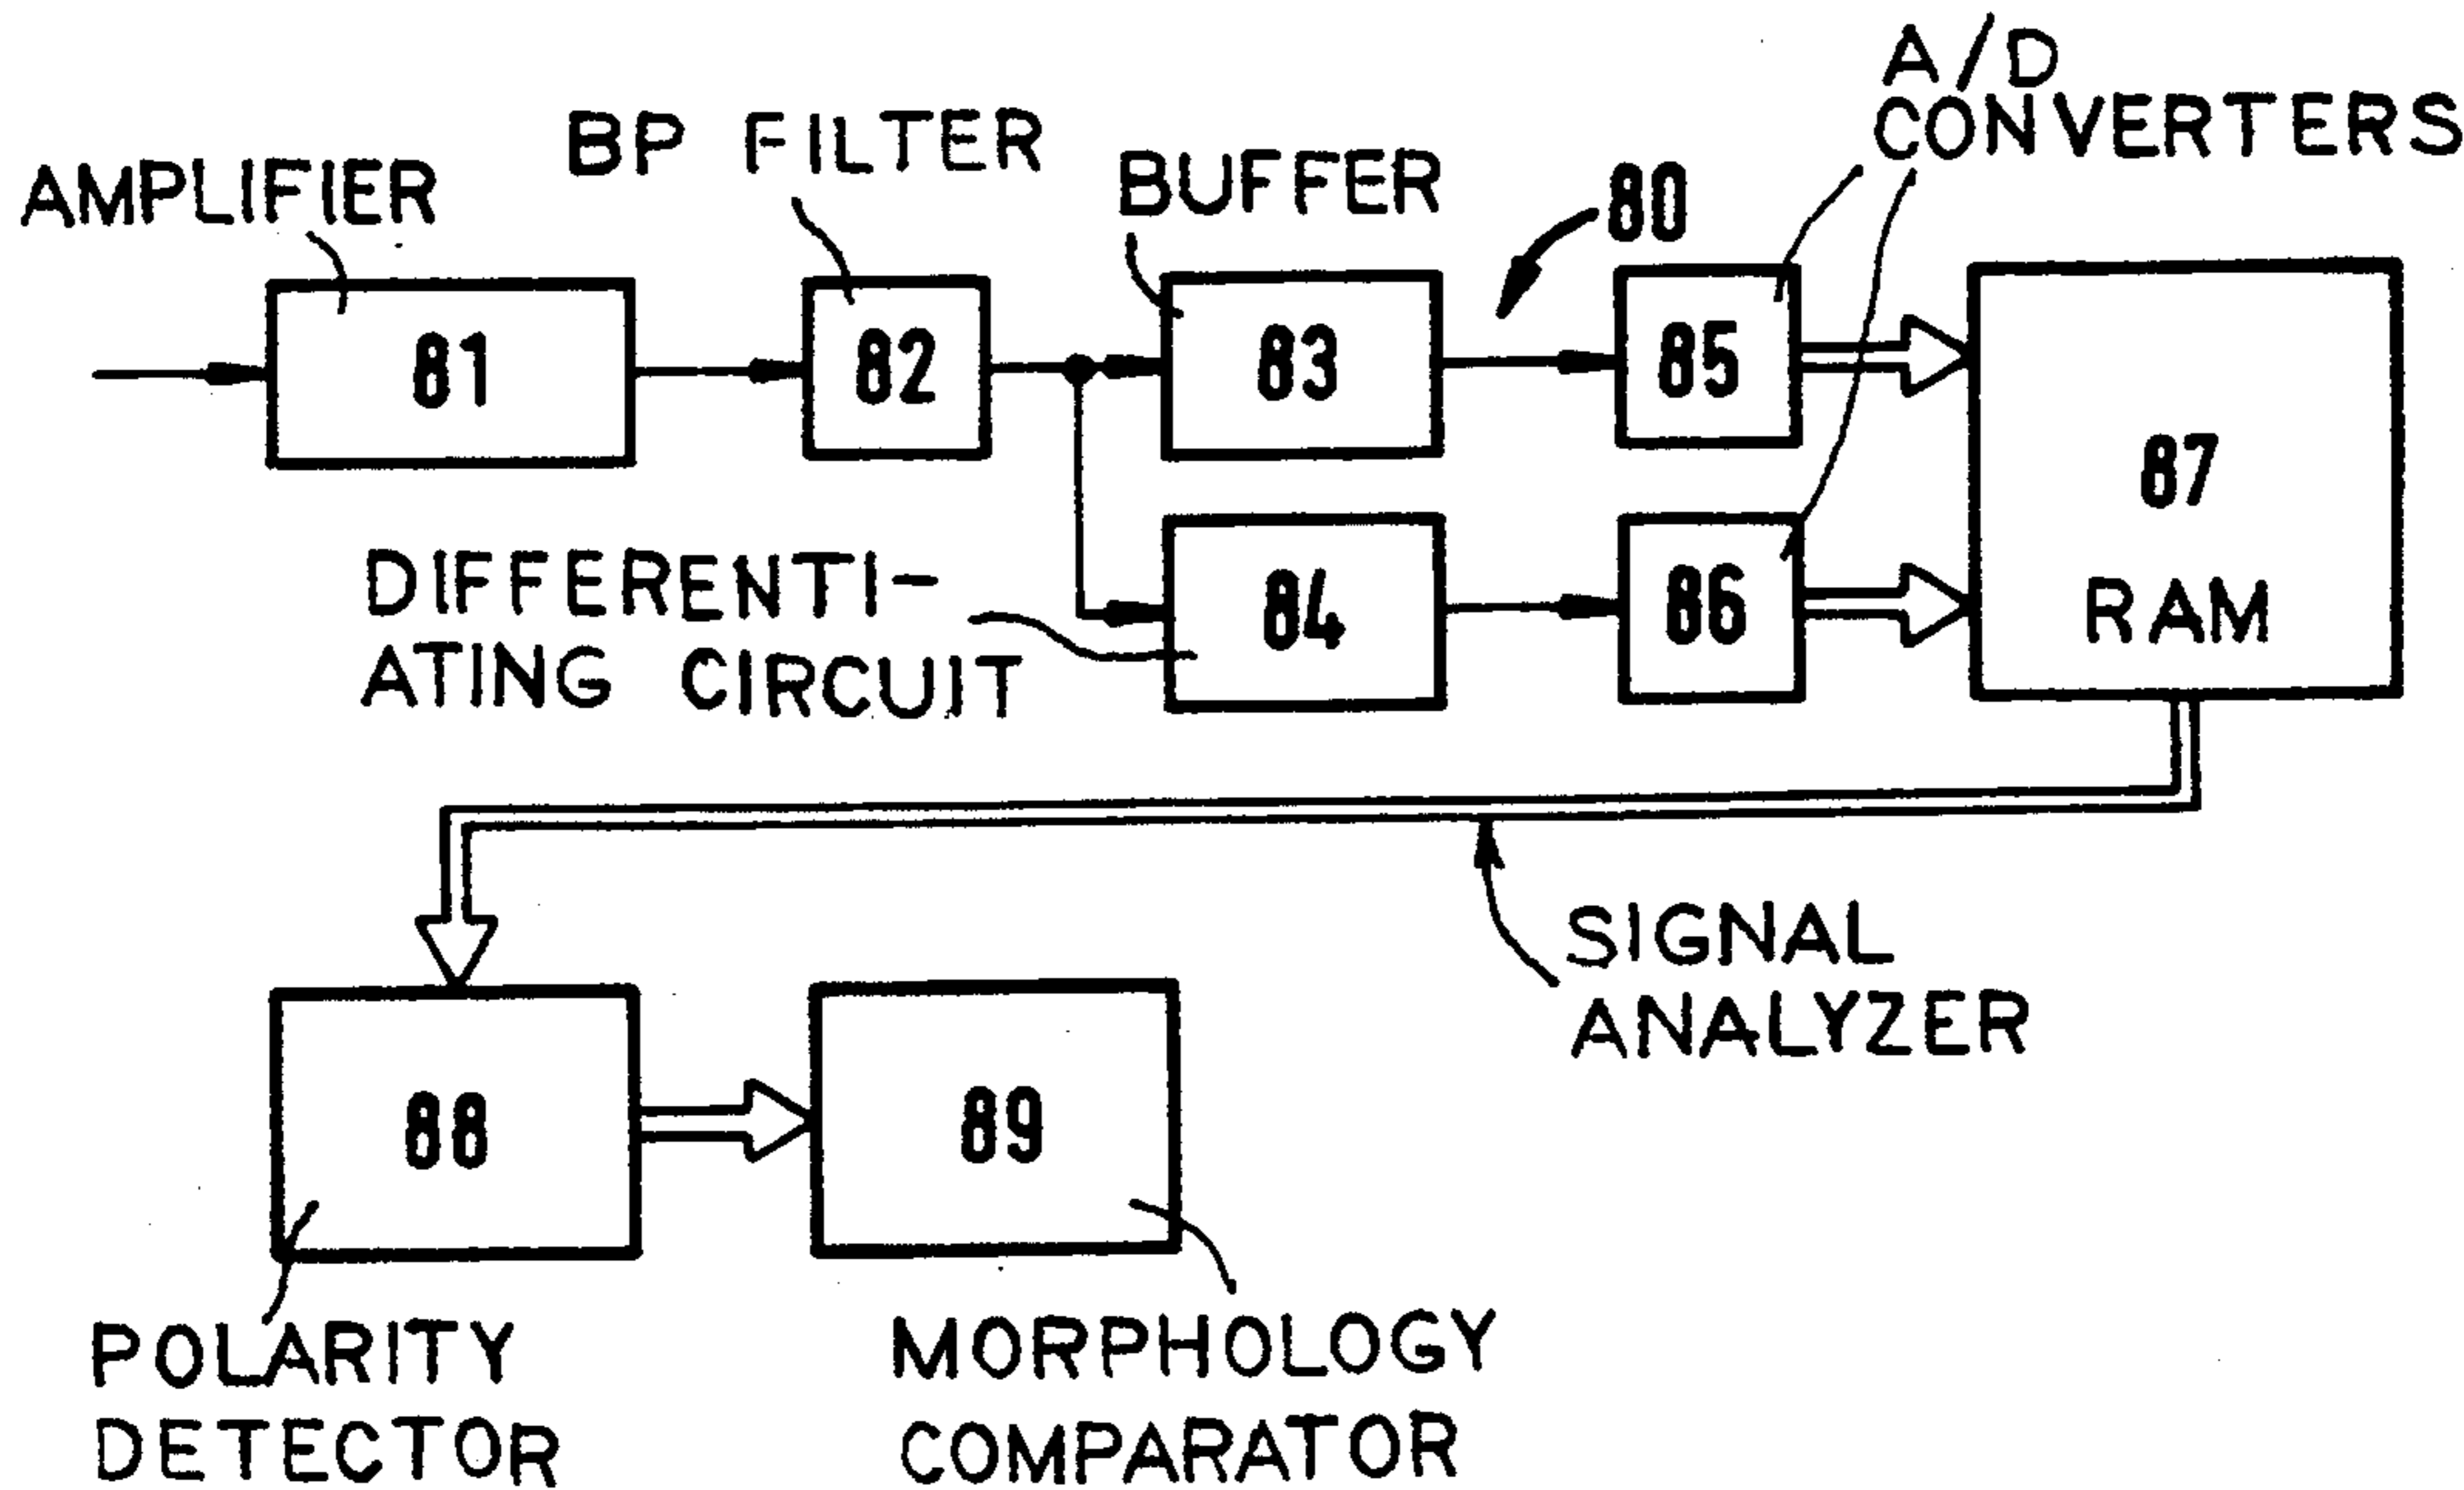 A/D
CONVERTERS
BP FILTER
AMPLIFIER
BUFFER
80
81
82
83
85
87
RAM
DIFFERENTI-
ATING CIRCUIT
84
86
SIGNAL
ANALYZER
88
89
POLARITY
DETECTOR
MORPHOLOGY
COMPARATOR